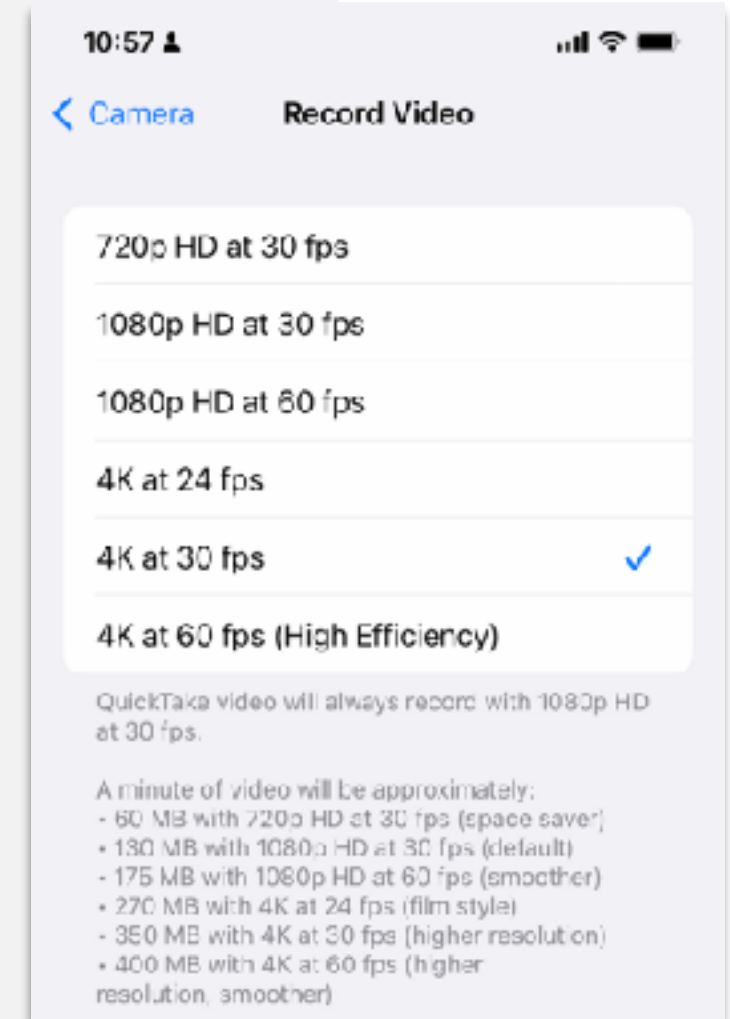 10:57
Camera
Record Video
720p HD at 30 fps
1080p HD at 30 fps
1080p HD at 60 fps
4K at 24 fps
4K at 30 fps
4K at 60 fps (High Efficiency)
QuickTake video will always record with 1080p HD
at 30 fps.
A minute of video will be approximately:
- 60 MB with 720p HD at 30 fps (space saver)
• 130 MB with 1080p HD at 30 fps (default)
- 175 MB with 1080p HD at 60 fps (smoother)
• 270 MB with 4K at 24 fps (film style)
- 350 MB with 4K at 30 fps (higher resolution)
• 400 MB with 4K at 60 fps (higher
resolution, smoother)